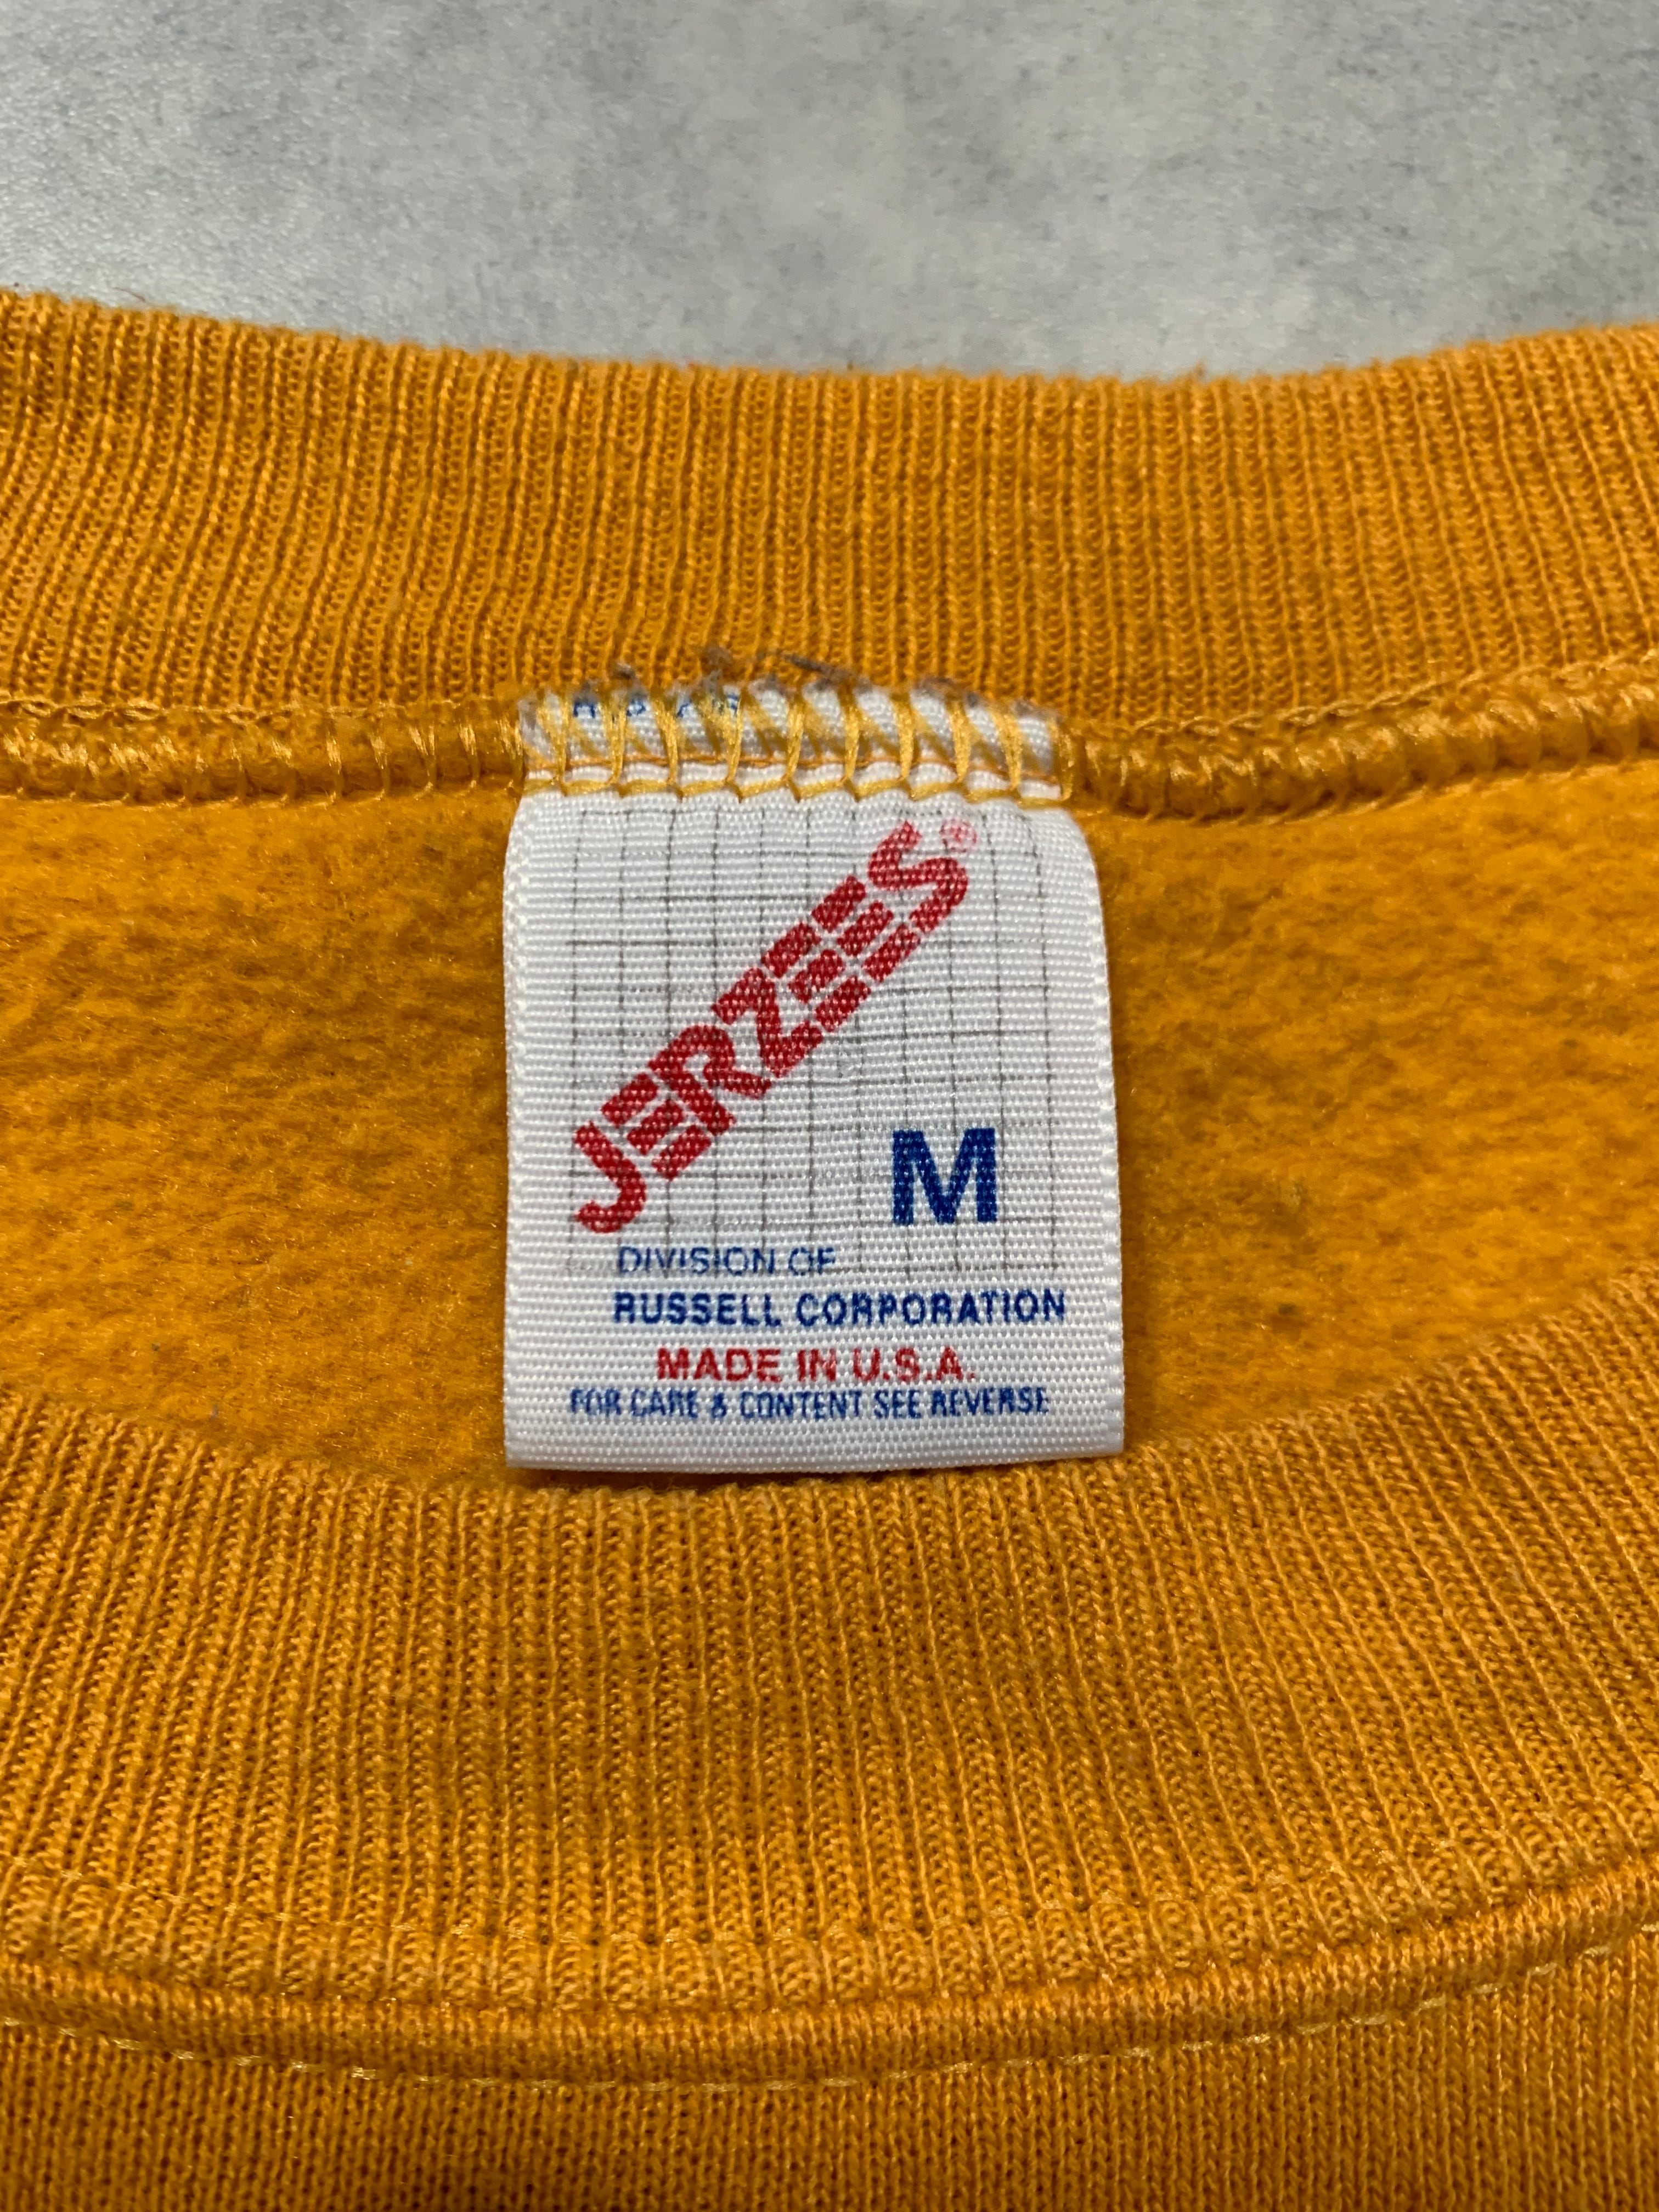 JERZEES®
M
DIVISION OF
RUSSELL CORPORATION
MADE IN U.S.A.
FOR CARE & CONTENT SEE REVERSE